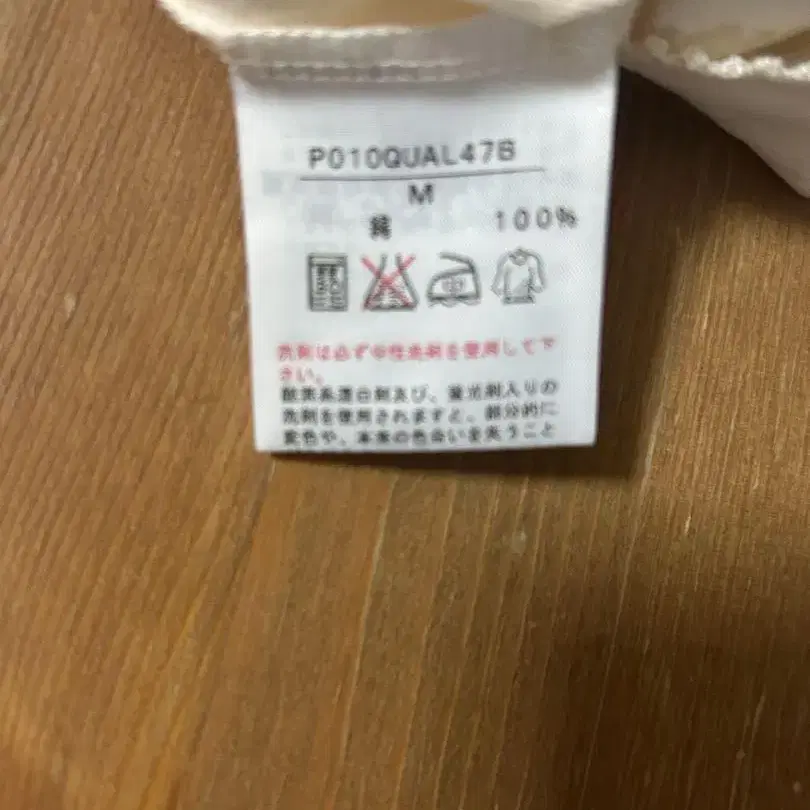 P010QUAL47B
M
綿 100%
洗剤は必ず中性洗剤を使用して下
さい。
酸素系漂白剤及び、蛍光剤入りの
洗剤を使用されますと、部分的に
変色や、本来の色合いを失うこと